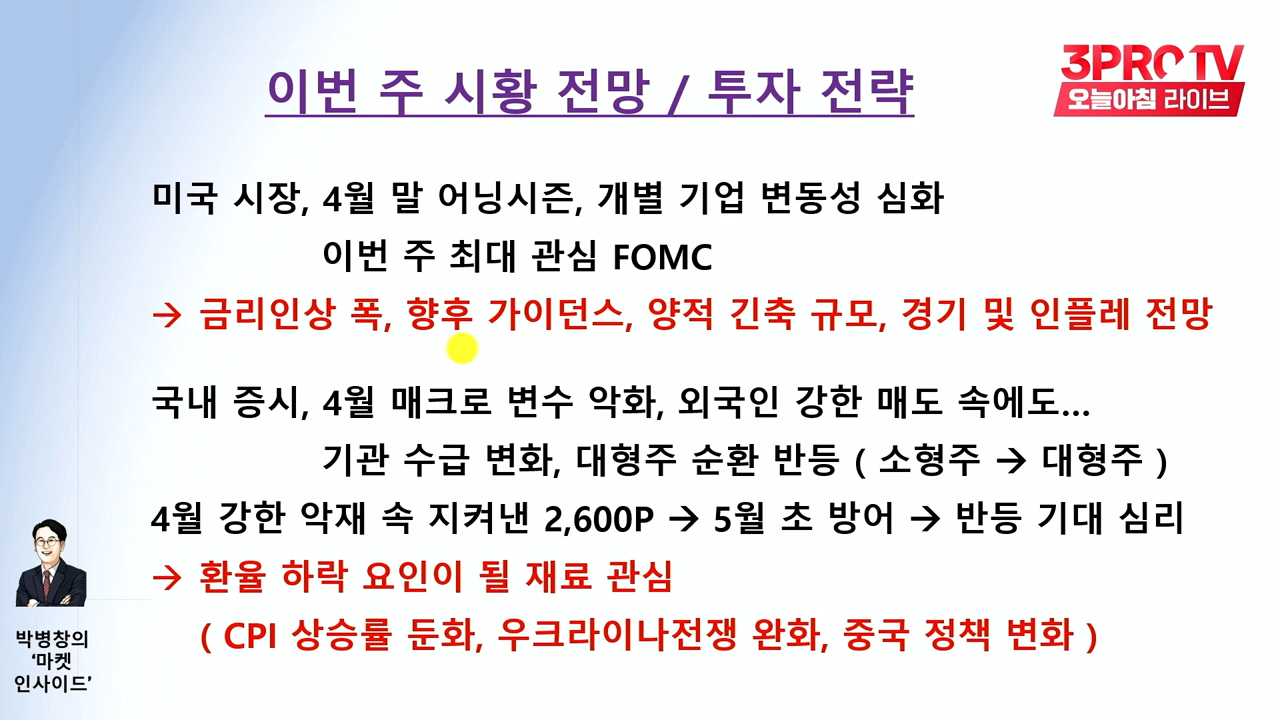 이번 주 시황 전망 / 투자 전략
3PRO TV
오늘아침 라이브
미국 시장, 4월 말 어닝시즌, 개별 기업 변동성 심화
이번 주 최대 관심 FOMC
→ 금리인상 폭, 향후 가이던스, 양적 긴축 규모, 경기 및 인플레 전망
국내 증시, 4월 매크로 변수 악화, 외국인 강한 매도 속에도...
기관 수급 변화, 대형주 순환 반등 ( 소형주 → 대형주 )
4월 강한 악재 속 지켜낸 2,600P → 5월 초 방어 → 반등 기대 심리
→ 환율 하락 요인이 될 재료 관심
( CPI 상승률 둔화, 우크라이나전쟁 완화, 중국 정책 변화 )
박병창의
‘마켓
인사이드’